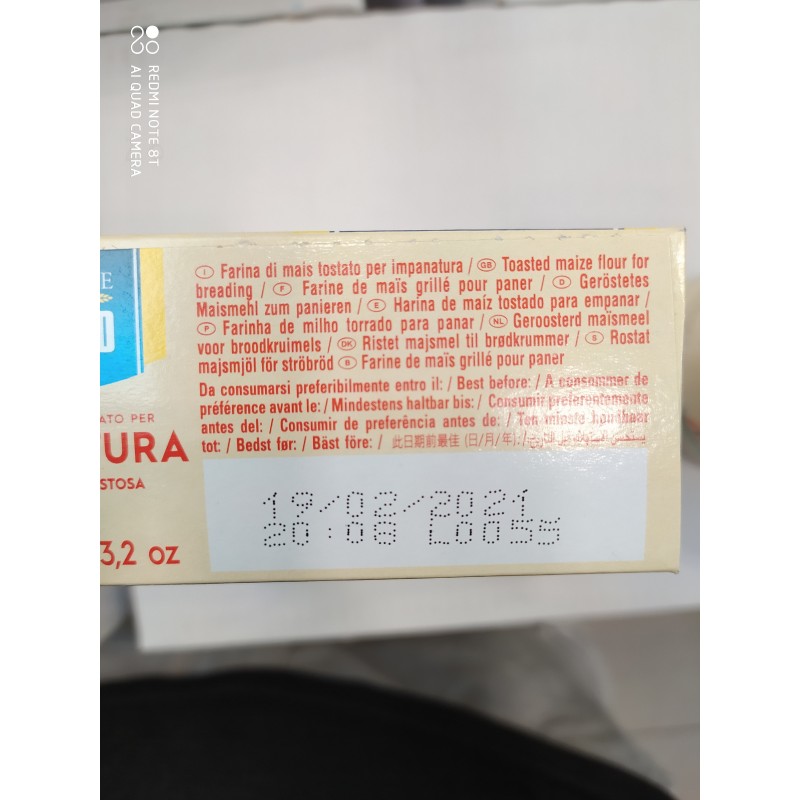 REDMI NOTE 8T
AI QUAD CAMERA
E
ATO PER
URA
STOSA
3,2 oz
I Farina di mais tostato per impanatura / GB Toasted maize flour for
breading / F Farine de maïs grillé pour paner / D Geröstetes
Maismehl zum panieren / E Harina de maíz tostado para empanar /
P Farinha de milho torrado para panar / NL Geroosterd maïsmeel
voor broodkruimels / DK Ristet majsmel til brødkrummer / S Rostat
majsmjöl för ströbröd B Farine de maïs grillé pour paner
Da consumarsi preferibilmente entro il: / Best before: / A consommer de
préférence avant le: / Mindestens haltbar bis: / Consumir preferentemente
antes del: / Consumir de preferência antes de: / Ten minste houdbaar
tot: / Bedst før: / Bäst före: / 此日期前最佳 (日/月/年):
19/02/2021
20:08 L0055